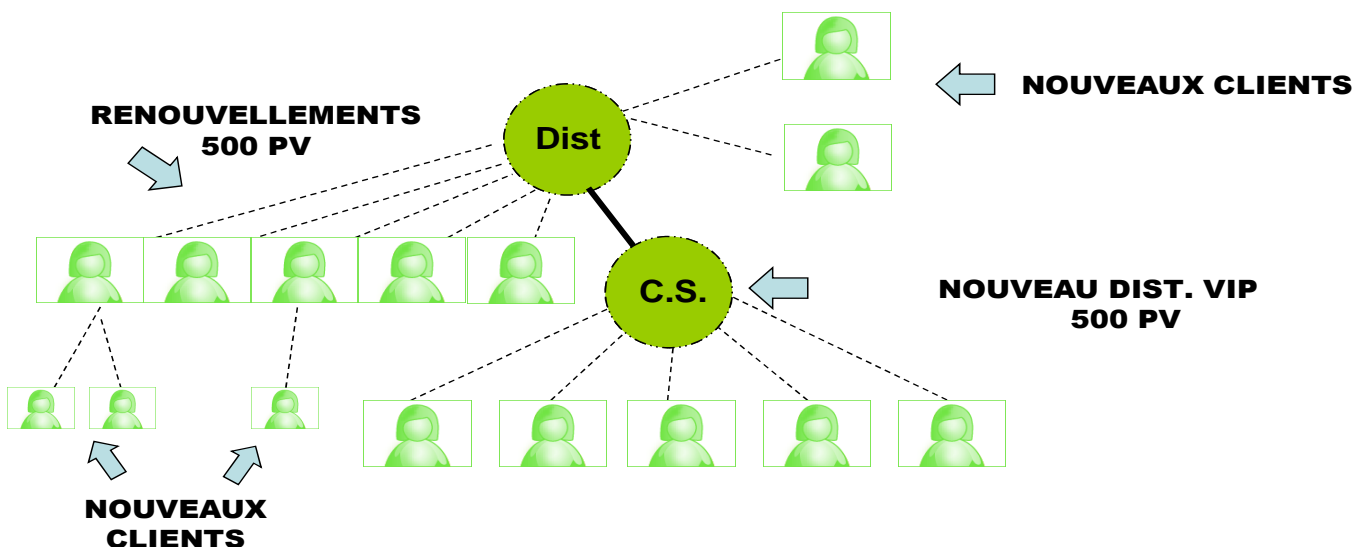 NOUVEAUX CLIENTS
RENOUVELLEMENTS
500 PV
Dist
C.S.
NOUVEAU DIST. VIP
500 PV
NOUVEAUX
CLIENTS